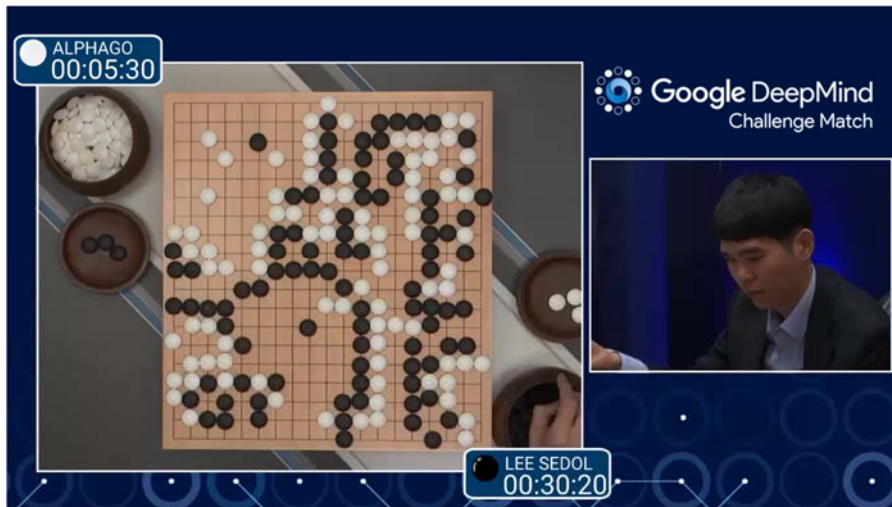 ALPHAGO
00:05:30
Google DeepMind
Challenge Match
LEE SEDOL
00:30:20